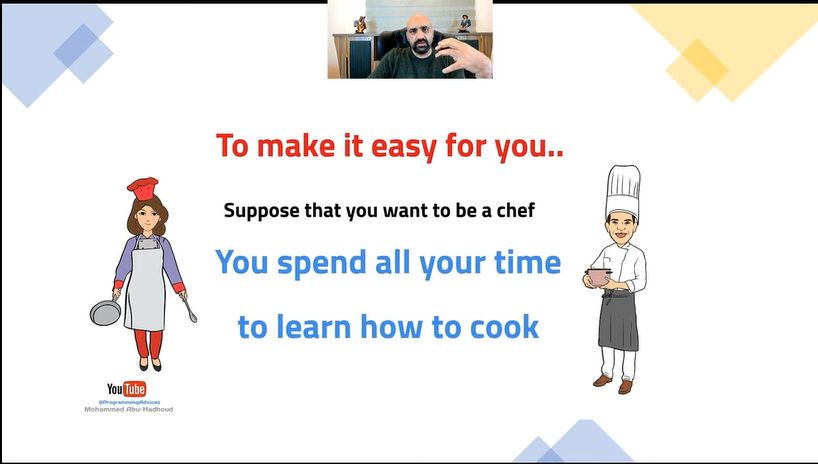 To make it easy for you..
Suppose that you want to be a chef
You spend all your time
to learn how to cook
YouTube
@ProgrammingAdvices
Mohammed Abu-Hadhoud